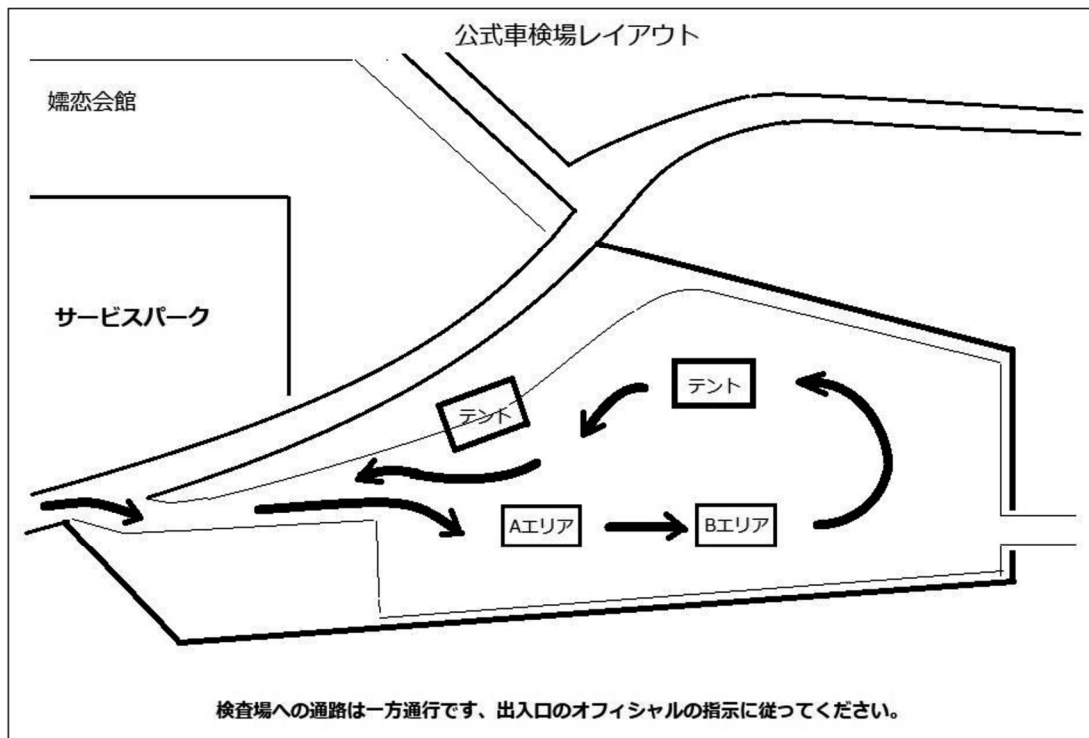 公式車検場レイアウト
嬬恋会館
サービスパーク
テント
テント
Aエリア
Bエリア
検査場への通路は一方通行です、出入口のオフィシャルの指示に従ってください。